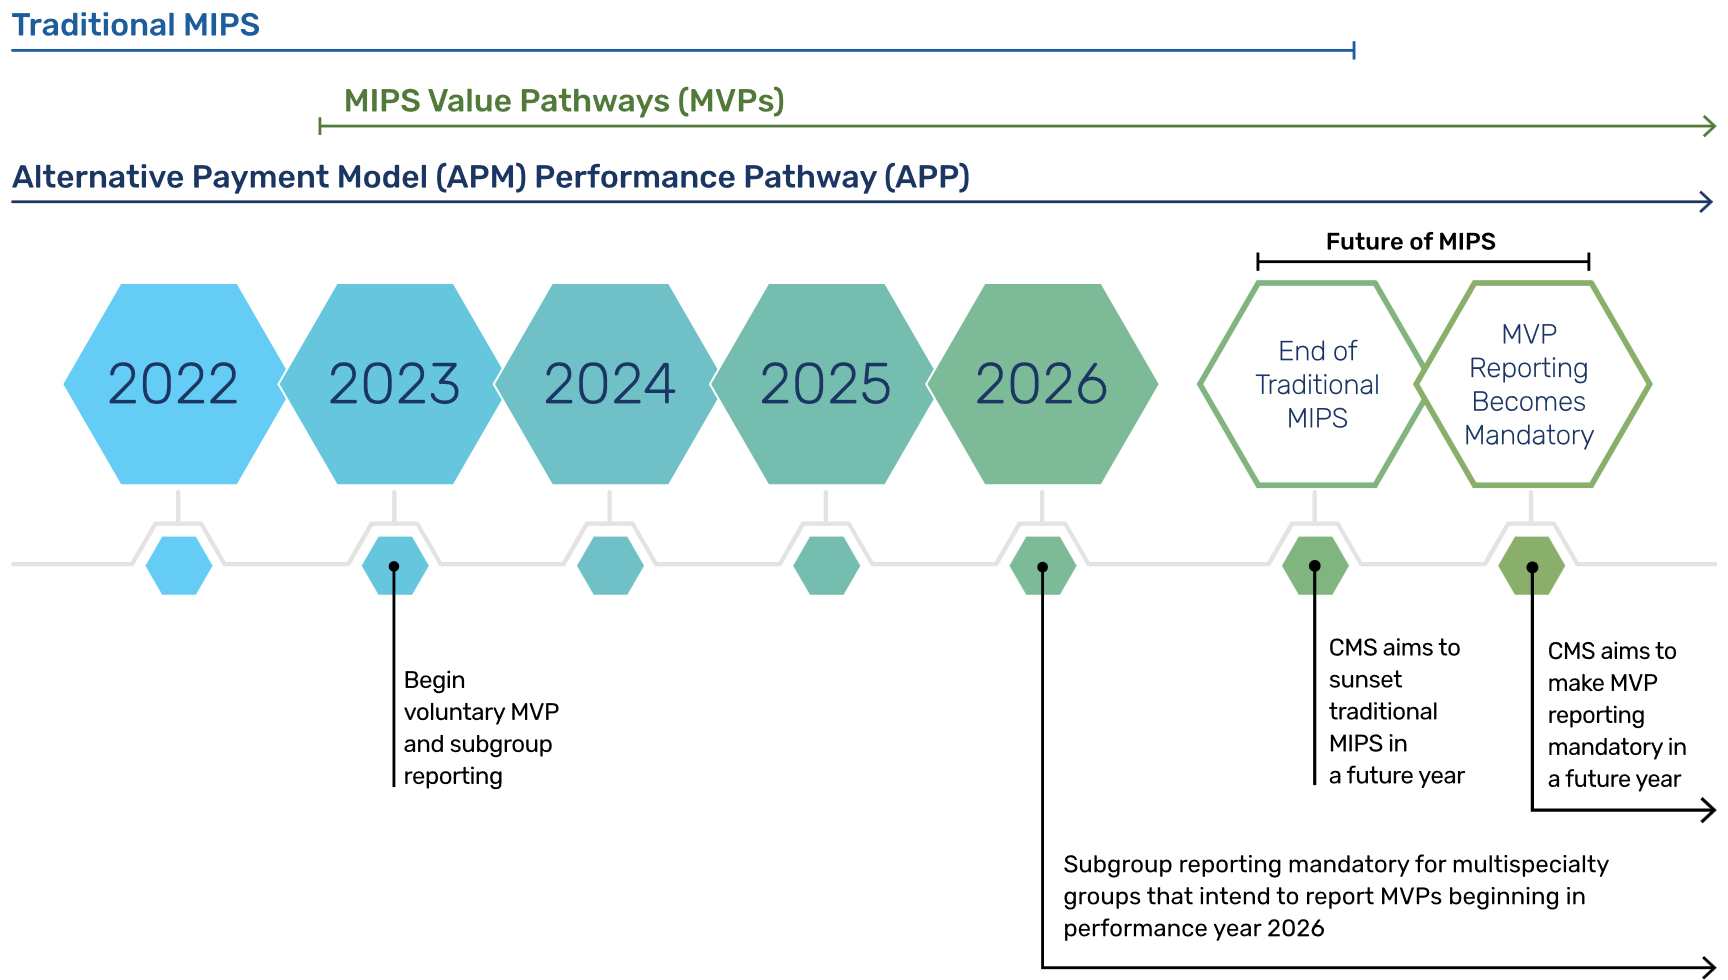 Traditional MIPS
MIPS Value Pathways (MVPs)
Alternative Payment Model (APM) Performance Pathway (APP)
Future of MIPS
2022
2023
2024
2025
2026
End of
Traditional
MIPS
MVP
Reporting
Becomes
Mandatory
Begin
voluntary MVP
and subgroup
reporting
CMS aims to
sunset
traditional
MIPS in
a future year
CMS aims to
make MVP
reporting
mandatory in
a future year
Subgroup reporting mandatory for multispecialty
groups that intend to report MVPs beginning in
performance year 2026